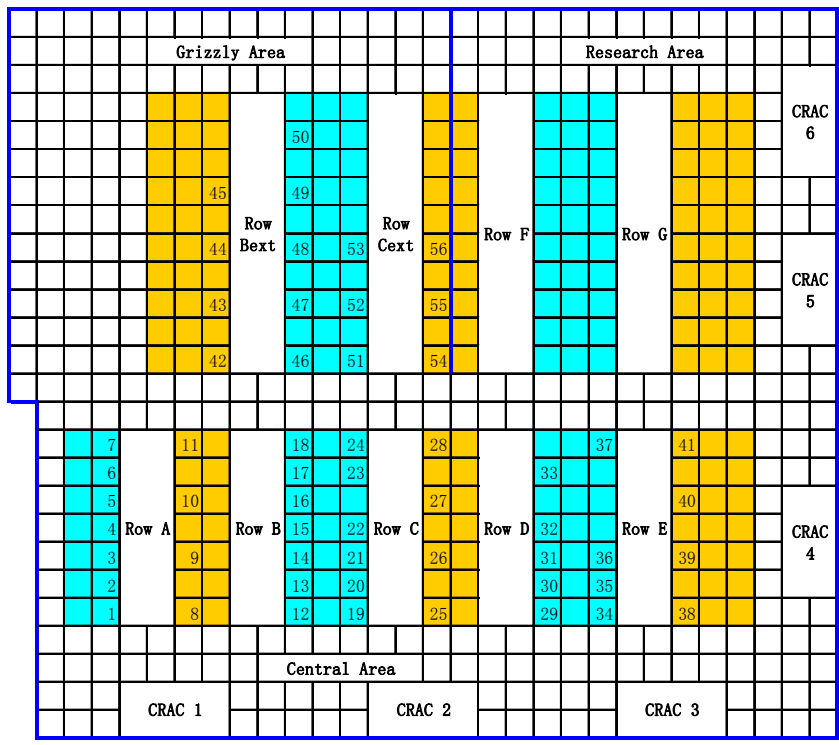 Grizzly Area Research Area
CRAC
6
50
45 49
Row Bext
Row Cext
Row F
Row G
44 48 53 56
CRAC
5
43 47 52 55
42 46 51 54
7 11 18 24 28 37 41
6 17 23 33
5 10 16 27 40
4 Row A Row B 15 22 Row C Row D 32 Row E
CRAC
4
3 9 14 21 26 31 36 39
2 13 20 30 35
1 8 12 19 25 29 34 38
Central Area
CRAC 1 CRAC 2 CRAC 3